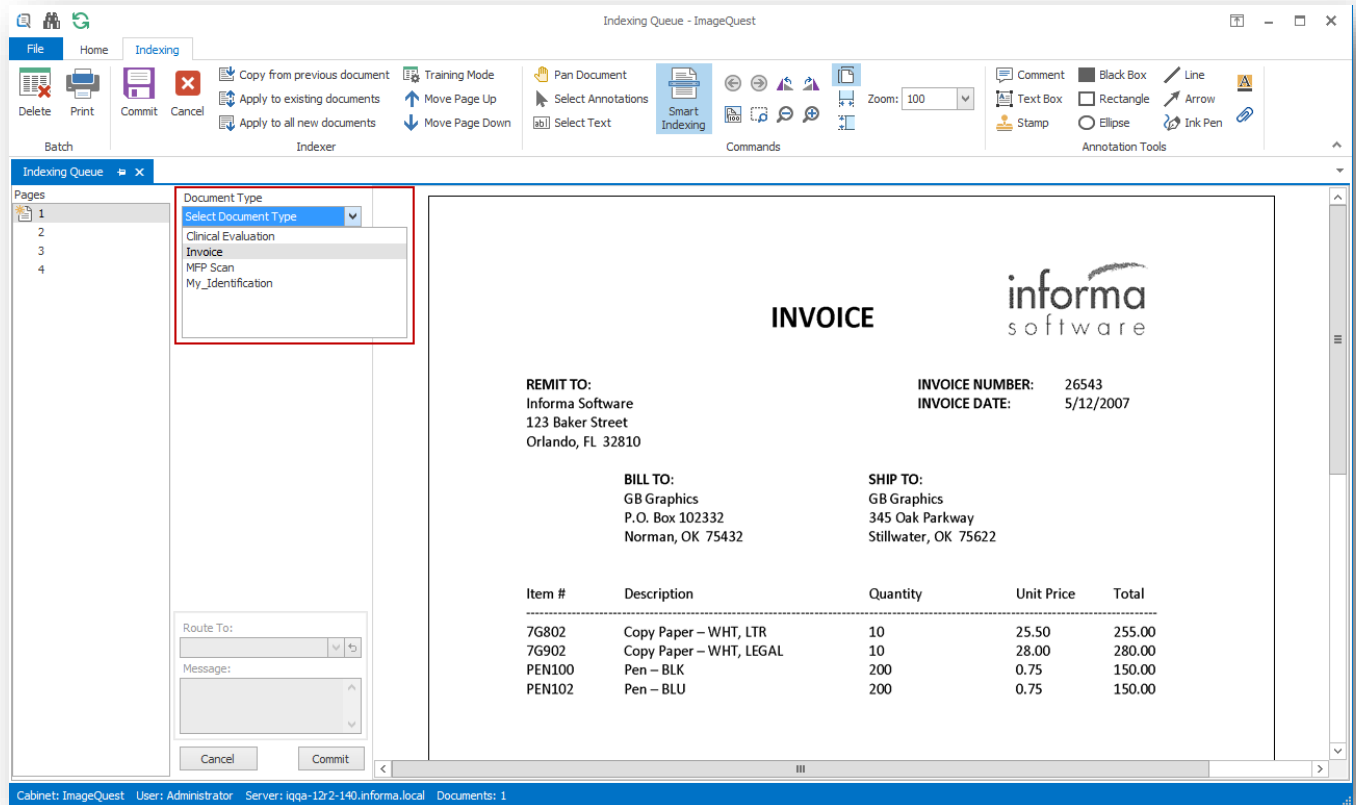 Indexing Queue - ImageQuest
File Home Indexing
Delete
Print
Commit
Cancel
Copy from previous document
Apply to existing documents
Apply to all new documents
Training Mode
Move Page Up
Move Page Down
Pan Document
Select Annotations
Select Text
Smart
Indexing
Zoom: 100
Comment
Text Box
Stamp
Black Box
Rectangle
Ellipse
Line
Arrow
Ink Pen
Batch Indexer Commands Annotation Tools
Indexing Queue
Pages
1
2
3
4
Document Type
Select Document Type
Clinical Evaluation
Invoice
MFP Scan
My_Identification
Route To:
Message:
Cancel Commit
informa
software
INVOICE
REMIT TO:
Informa Software
123 Baker Street
Orlando, FL 32810
INVOICE NUMBER: 26543
INVOICE DATE: 5/12/2007
BILL TO:
GB Graphics
P.O. Box 102332
Norman, OK 75432
SHIP TO:
GB Graphics
345 Oak Parkway
Stillwater, OK 75622
Item # Description Quantity Unit Price Total
7G802 Copy Paper – WHT, LTR 10 25.50 255.00
7G902 Copy Paper – WHT, LEGAL 10 28.00 280.00
PEN100 Pen – BLK 200 0.75 150.00
PEN102 Pen – BLU 200 0.75 150.00
Cabinet: ImageQuest User: Administrator Server: iqqa-12r2-140.informa.local Documents: 1